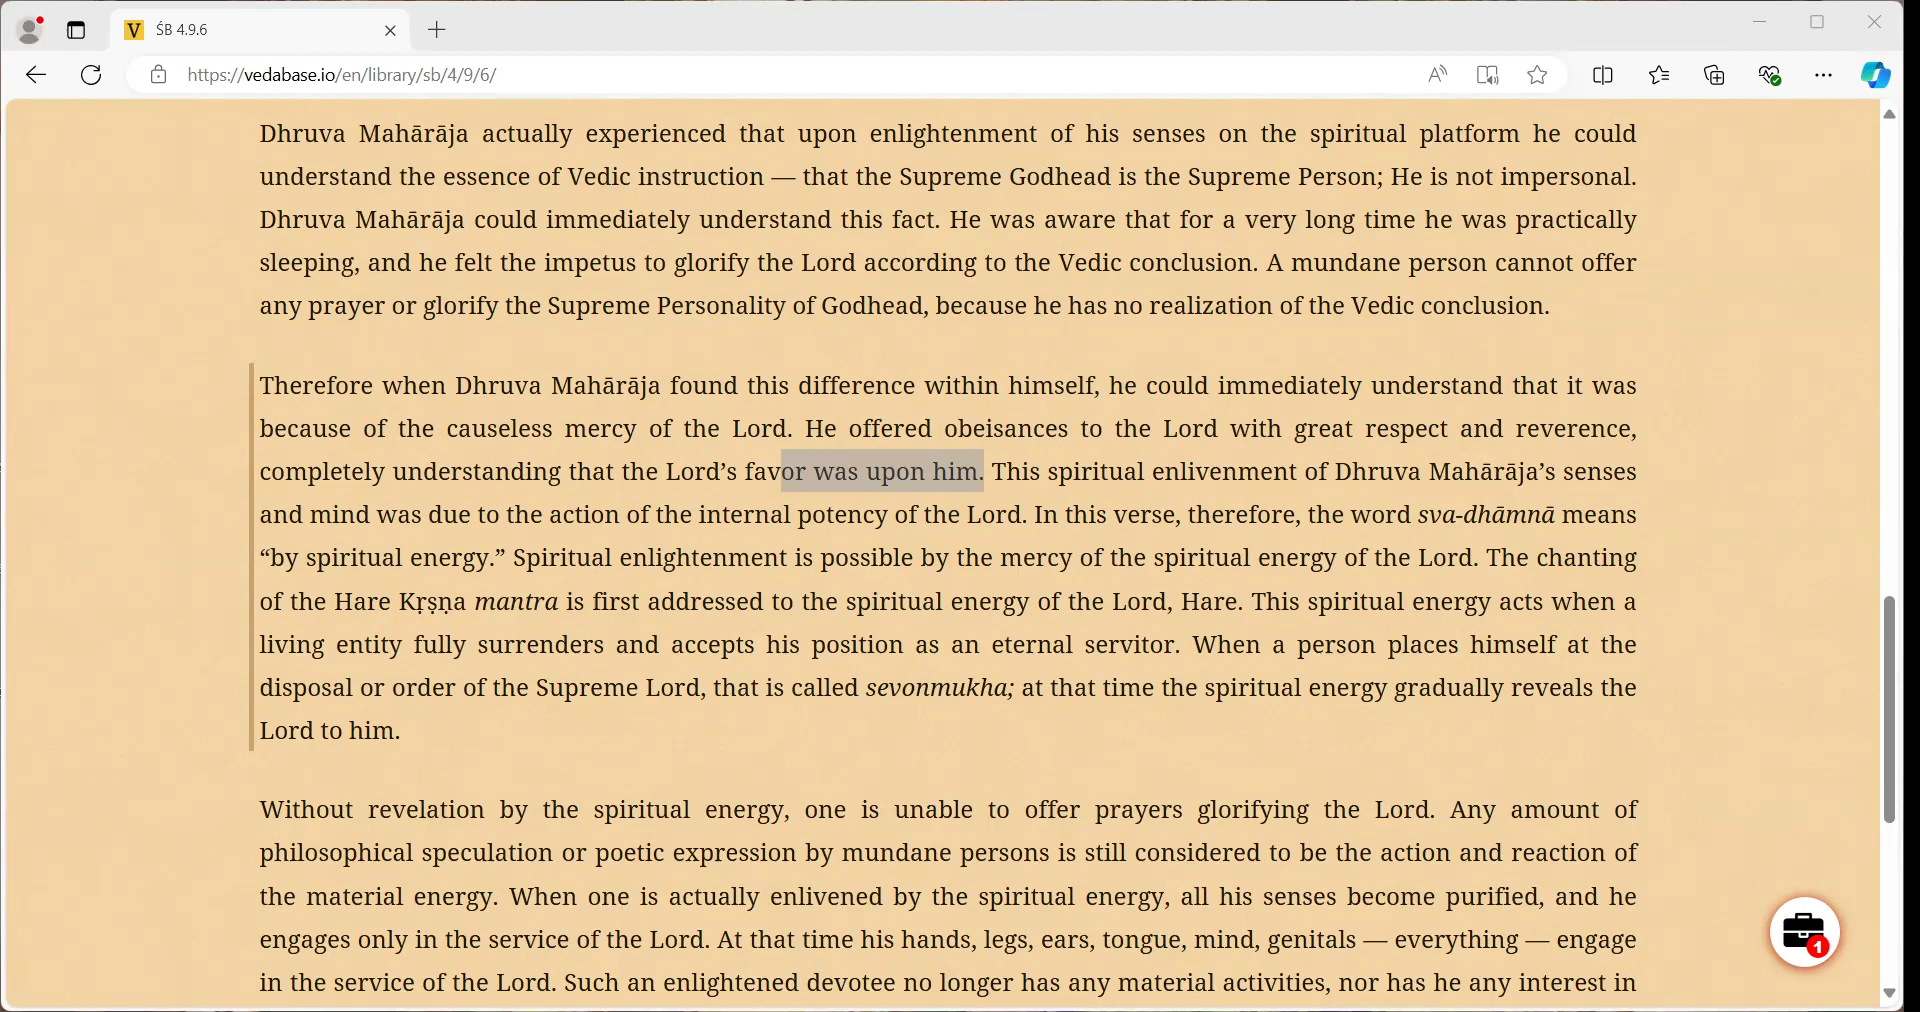 ŚB 4.9.6
https://vedabase.io/en/library/sb/4/9/6/
Dhruva Mahārāja actually experienced that upon enlightenment of his senses on the spiritual platform he could
understand the essence of Vedic instruction — that the Supreme Godhead is the Supreme Person; He is not impersonal.
Dhruva Mahārāja could immediately understand this fact. He was aware that for a very long time he was practically
sleeping, and he felt the impetus to glorify the Lord according to the Vedic conclusion. A mundane person cannot offer
any prayer or glorify the Supreme Personality of Godhead, because he has no realization of the Vedic conclusion.
Therefore when Dhruva Mahārāja found this difference within himself, he could immediately understand that it was
because of the causeless mercy of the Lord. He offered obeisances to the Lord with great respect and reverence,
completely understanding that the Lord’s favor was upon him. This spiritual enlivenment of Dhruva Mahārāja’s senses
and mind was due to the action of the internal potency of the Lord. In this verse, therefore, the word sva-dhāmnā means
“by spiritual energy.” Spiritual enlightenment is possible by the mercy of the spiritual energy of the Lord. The chanting
of the Hare Kṛṣṇa mantra is first addressed to the spiritual energy of the Lord, Hare. This spiritual energy acts when a
living entity fully surrenders and accepts his position as an eternal servitor. When a person places himself at the
disposal or order of the Supreme Lord, that is called sevonmukha; at that time the spiritual energy gradually reveals the
Lord to him.
Without revelation by the spiritual energy, one is unable to offer prayers glorifying the Lord. Any amount of
philosophical speculation or poetic expression by mundane persons is still considered to be the action and reaction of
the material energy. When one is actually enlivened by the spiritual energy, all his senses become purified, and he
engages only in the service of the Lord. At that time his hands, legs, ears, tongue, mind, genitals — everything — engage
in the service of the Lord. Such an enlightened devotee no longer has any material activities, nor has he any interest in
1